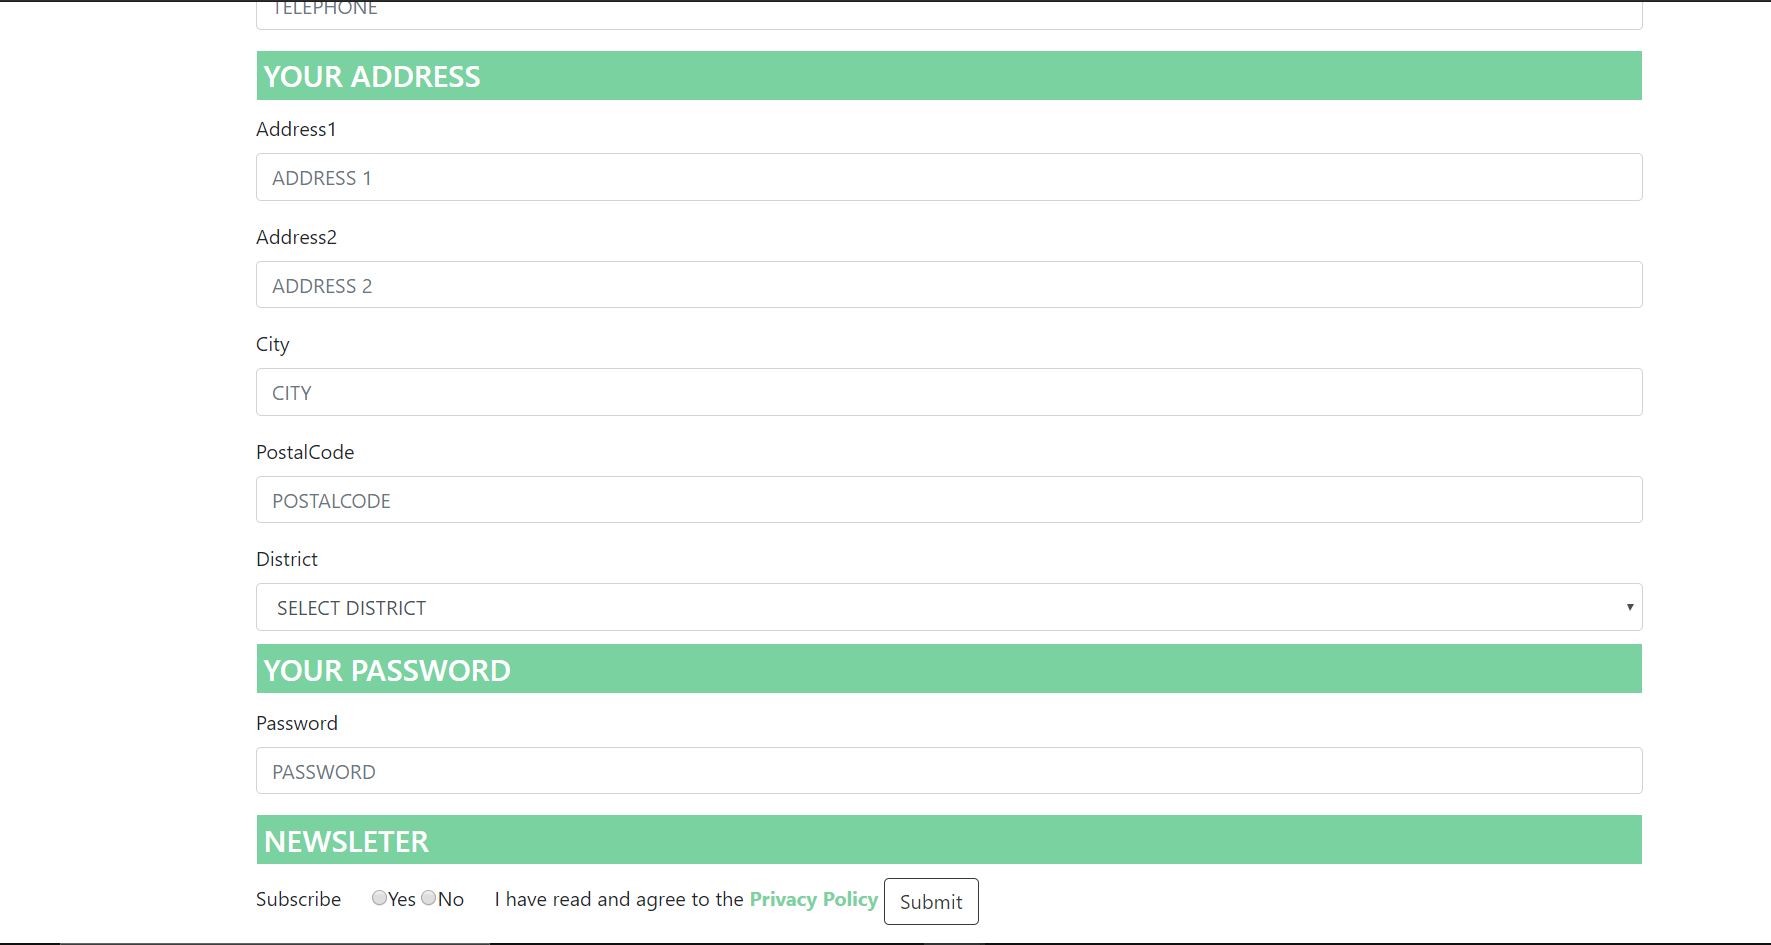 TELEPHONE
YOUR ADDRESS
Address1
ADDRESS 1
Address2
ADDRESS 2
City
CITY
PostalCode
POSTALCODE
District
SELECT DISTRICT
YOUR PASSWORD
Password
PASSWORD
NEWSLETER
Subscribe Yes No I have read and agree to the Privacy Policy Submit